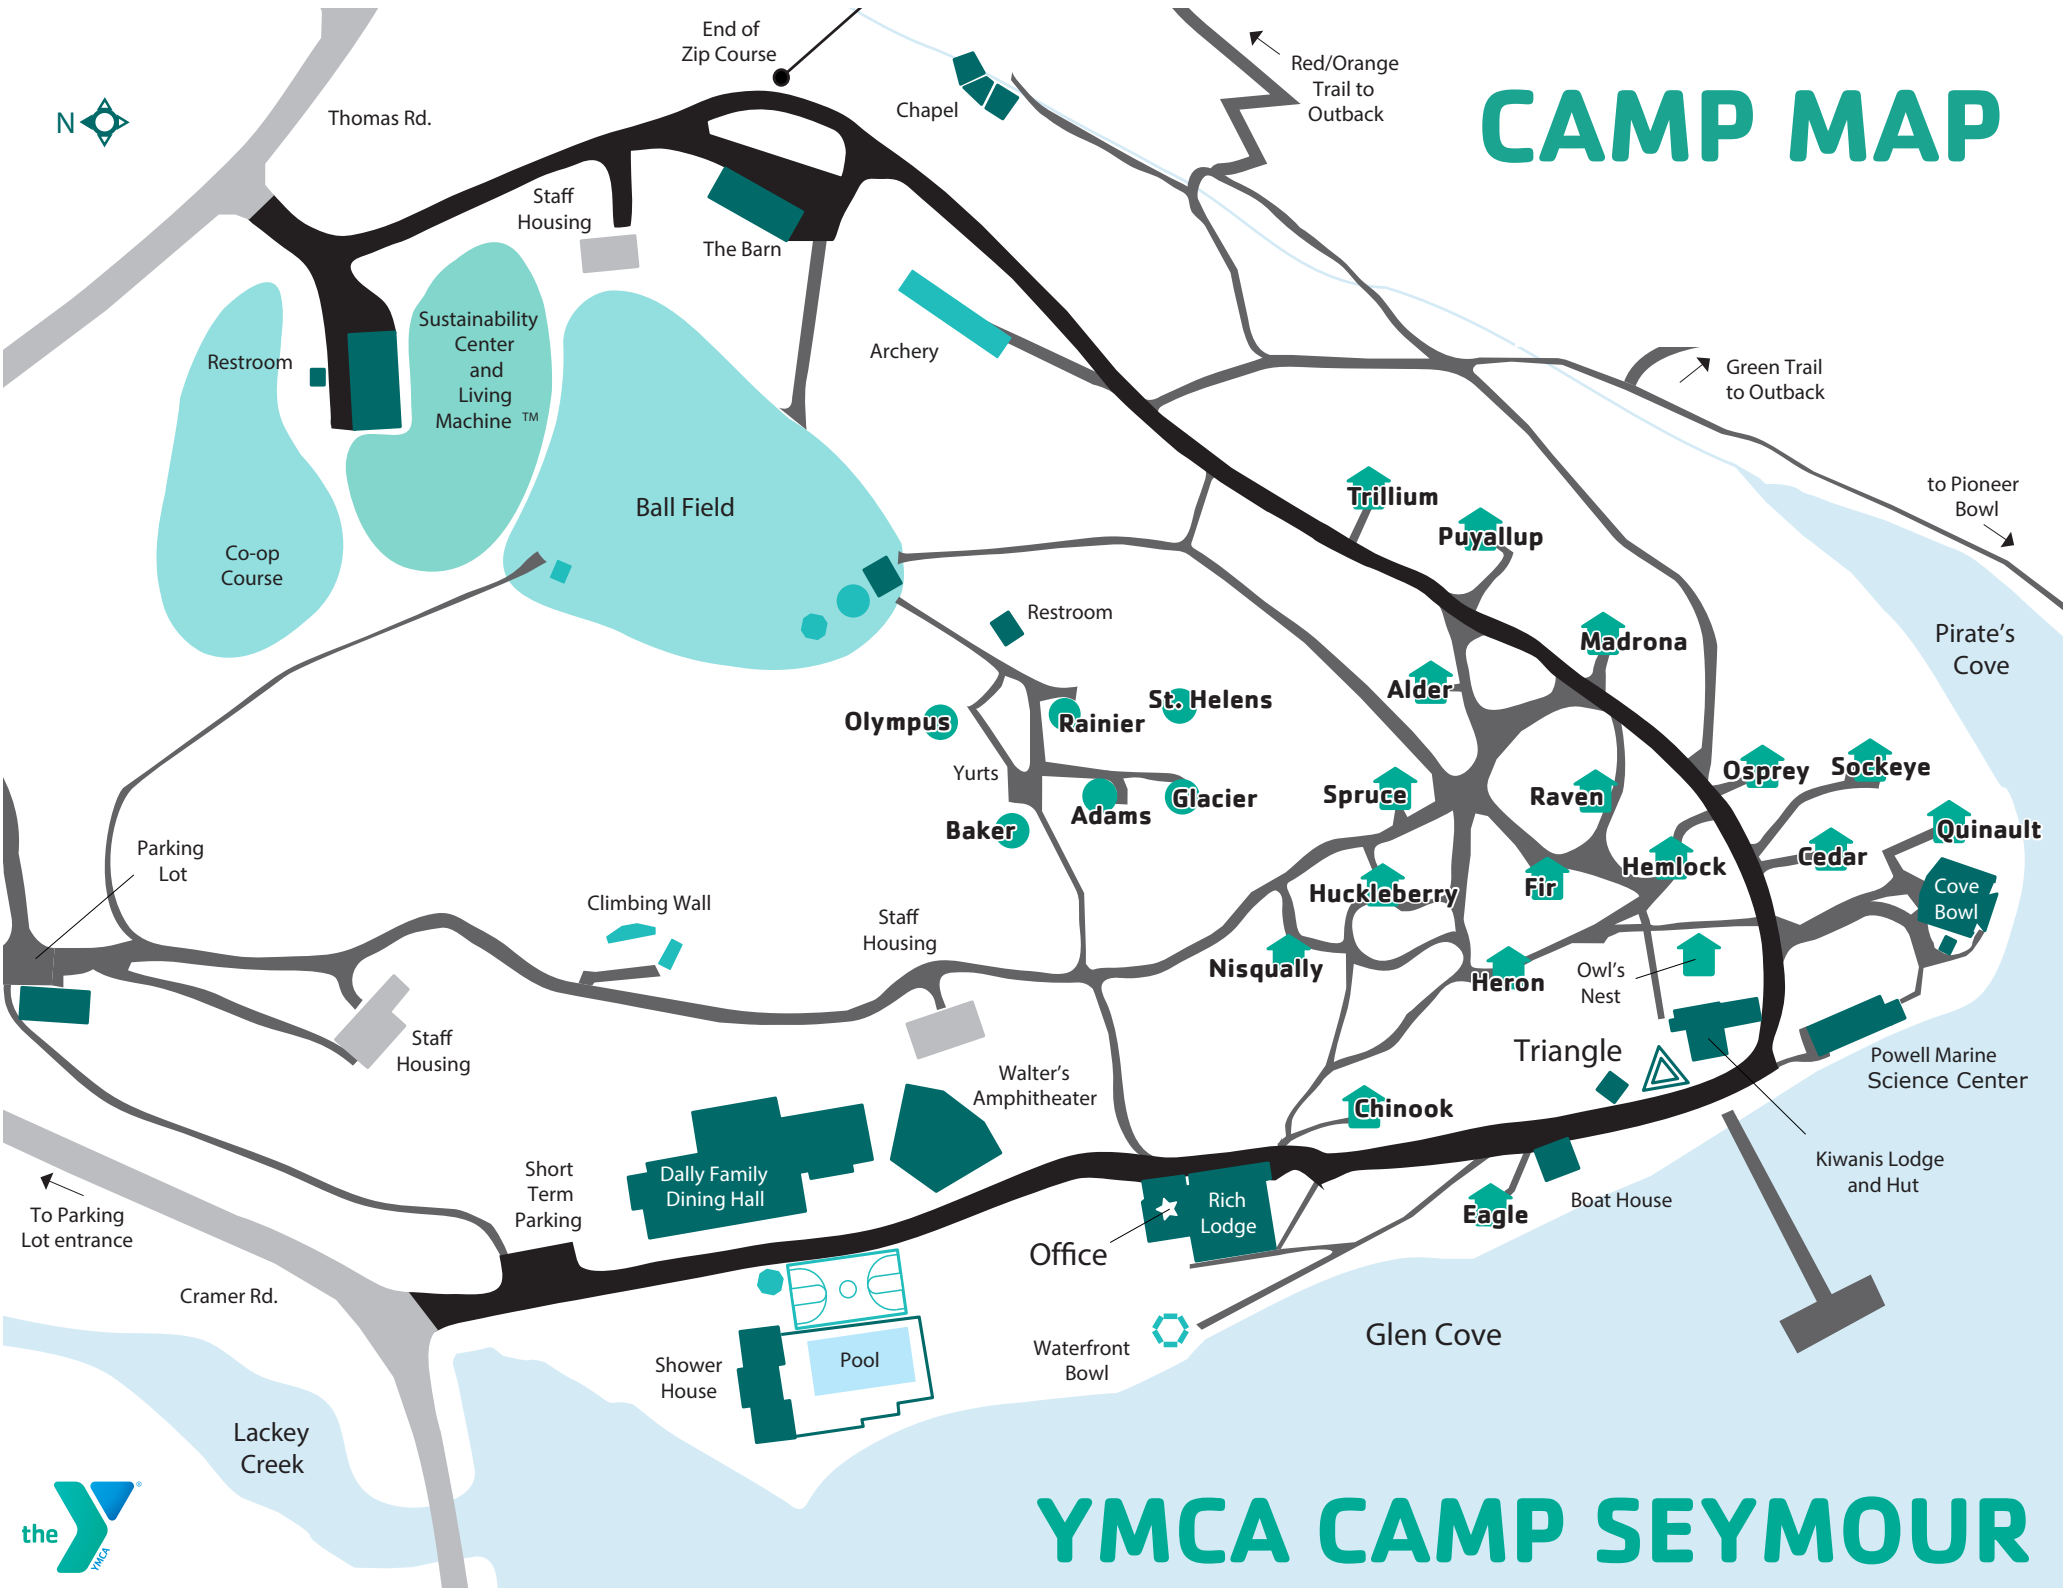 End of
Zip Course
Red/Orange
Trail to
Outback
CAMP MAP
N
Thomas Rd.
Chapel
Staff
Housing
The Barn
Sustainability
Center
and
Living
Machine ™
Restroom
Archery
Green Trail
to Outback
Ball Field
Co-op
Course
Trillium
Puyallup
to Pioneer
Bowl
Restroom
Madrona
Pirate's
Cove
Alder
St. Helens
Olympus
Rainier
Yurts
Adams
Glacier
Baker
Spruce
Raven
Osprey
Sockeye
Quinault
Cedar
Hemlock
Fir
Huckleberry
Cove
Bowl
Parking
Lot
Climbing Wall
Staff
Housing
Nisqually
Heron
Owl's
Nest
Staff
Housing
Triangle
Walter's
Amphitheater
Powell Marine
Science Center
Chinook
Dally Family
Dining Hall
Short
Term
Parking
Kiwanis Lodge
and Hut
Rich
Lodge
Eagle
Boat House
Office
To Parking
Lot entrance
Cramer Rd.
Waterfront
Bowl
Glen Cove
Shower
House
Pool
Lackey
Creek
the
YMCA
®
YMCA CAMP SEYMOUR